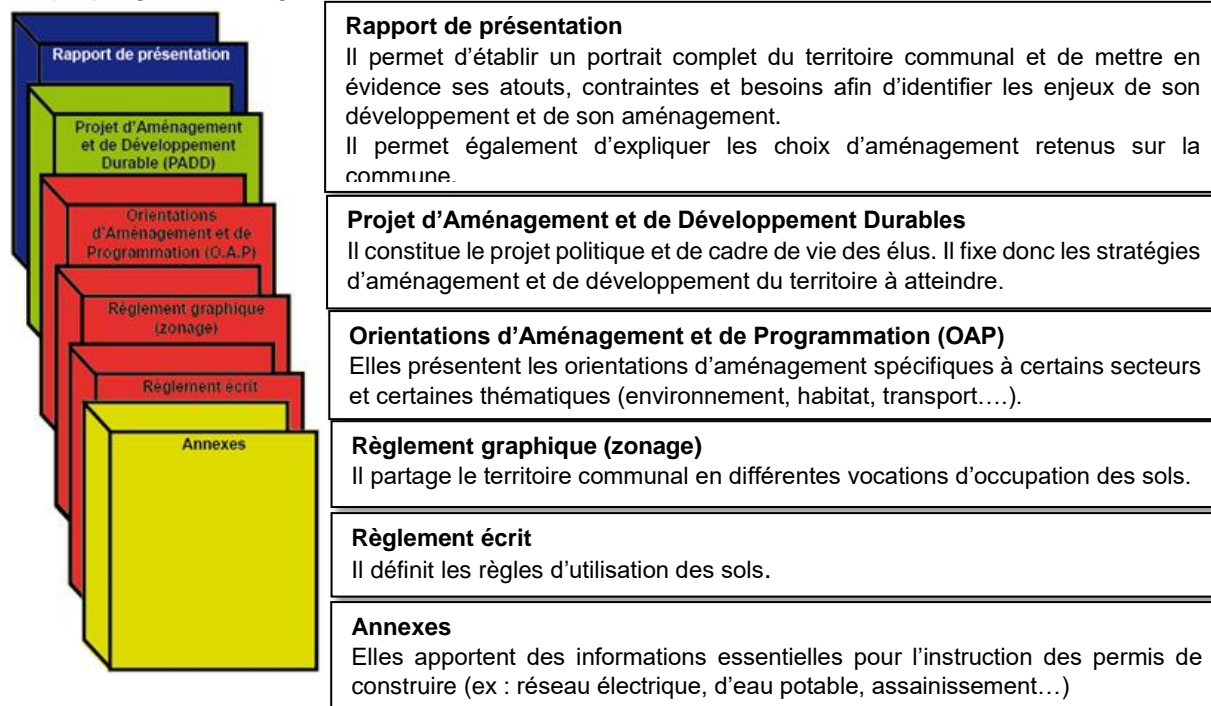 Rapport de présentation
Projet d'Aménagement
et de Développement
Durable (PADD)
Orientations
d'Aménagement et de
Programmation (O.A.P)
Règlement graphique
(zonage)
Règlement écrit
Annexes
Rapport de présentation
Il permet d'établir un portrait complet du territoire communal et de mettre en
évidence ses atouts, contraintes et besoins afin d'identifier les enjeux de son
développement et de son aménagement.
Il permet également d'expliquer les choix d'aménagement retenus sur la
commune.
Projet d'Aménagement et de Développement Durables
Il constitue le projet politique et de cadre de vie des élus. Il fixe donc les stratégies
d'aménagement et de développement du territoire à atteindre.
Orientations d'Aménagement et de Programmation (OAP)
Elles présentent les orientations d'aménagement spécifiques à certains secteurs
et certaines thématiques (environnement, habitat, transport….).
Règlement graphique (zonage)
Il partage le territoire communal en différentes vocations d'occupation des sols.
Règlement écrit
Il définit les règles d'utilisation des sols.
Annexes
Elles apportent des informations essentielles pour l'instruction des permis de
construire (ex : réseau électrique, d'eau potable, assainissement…)